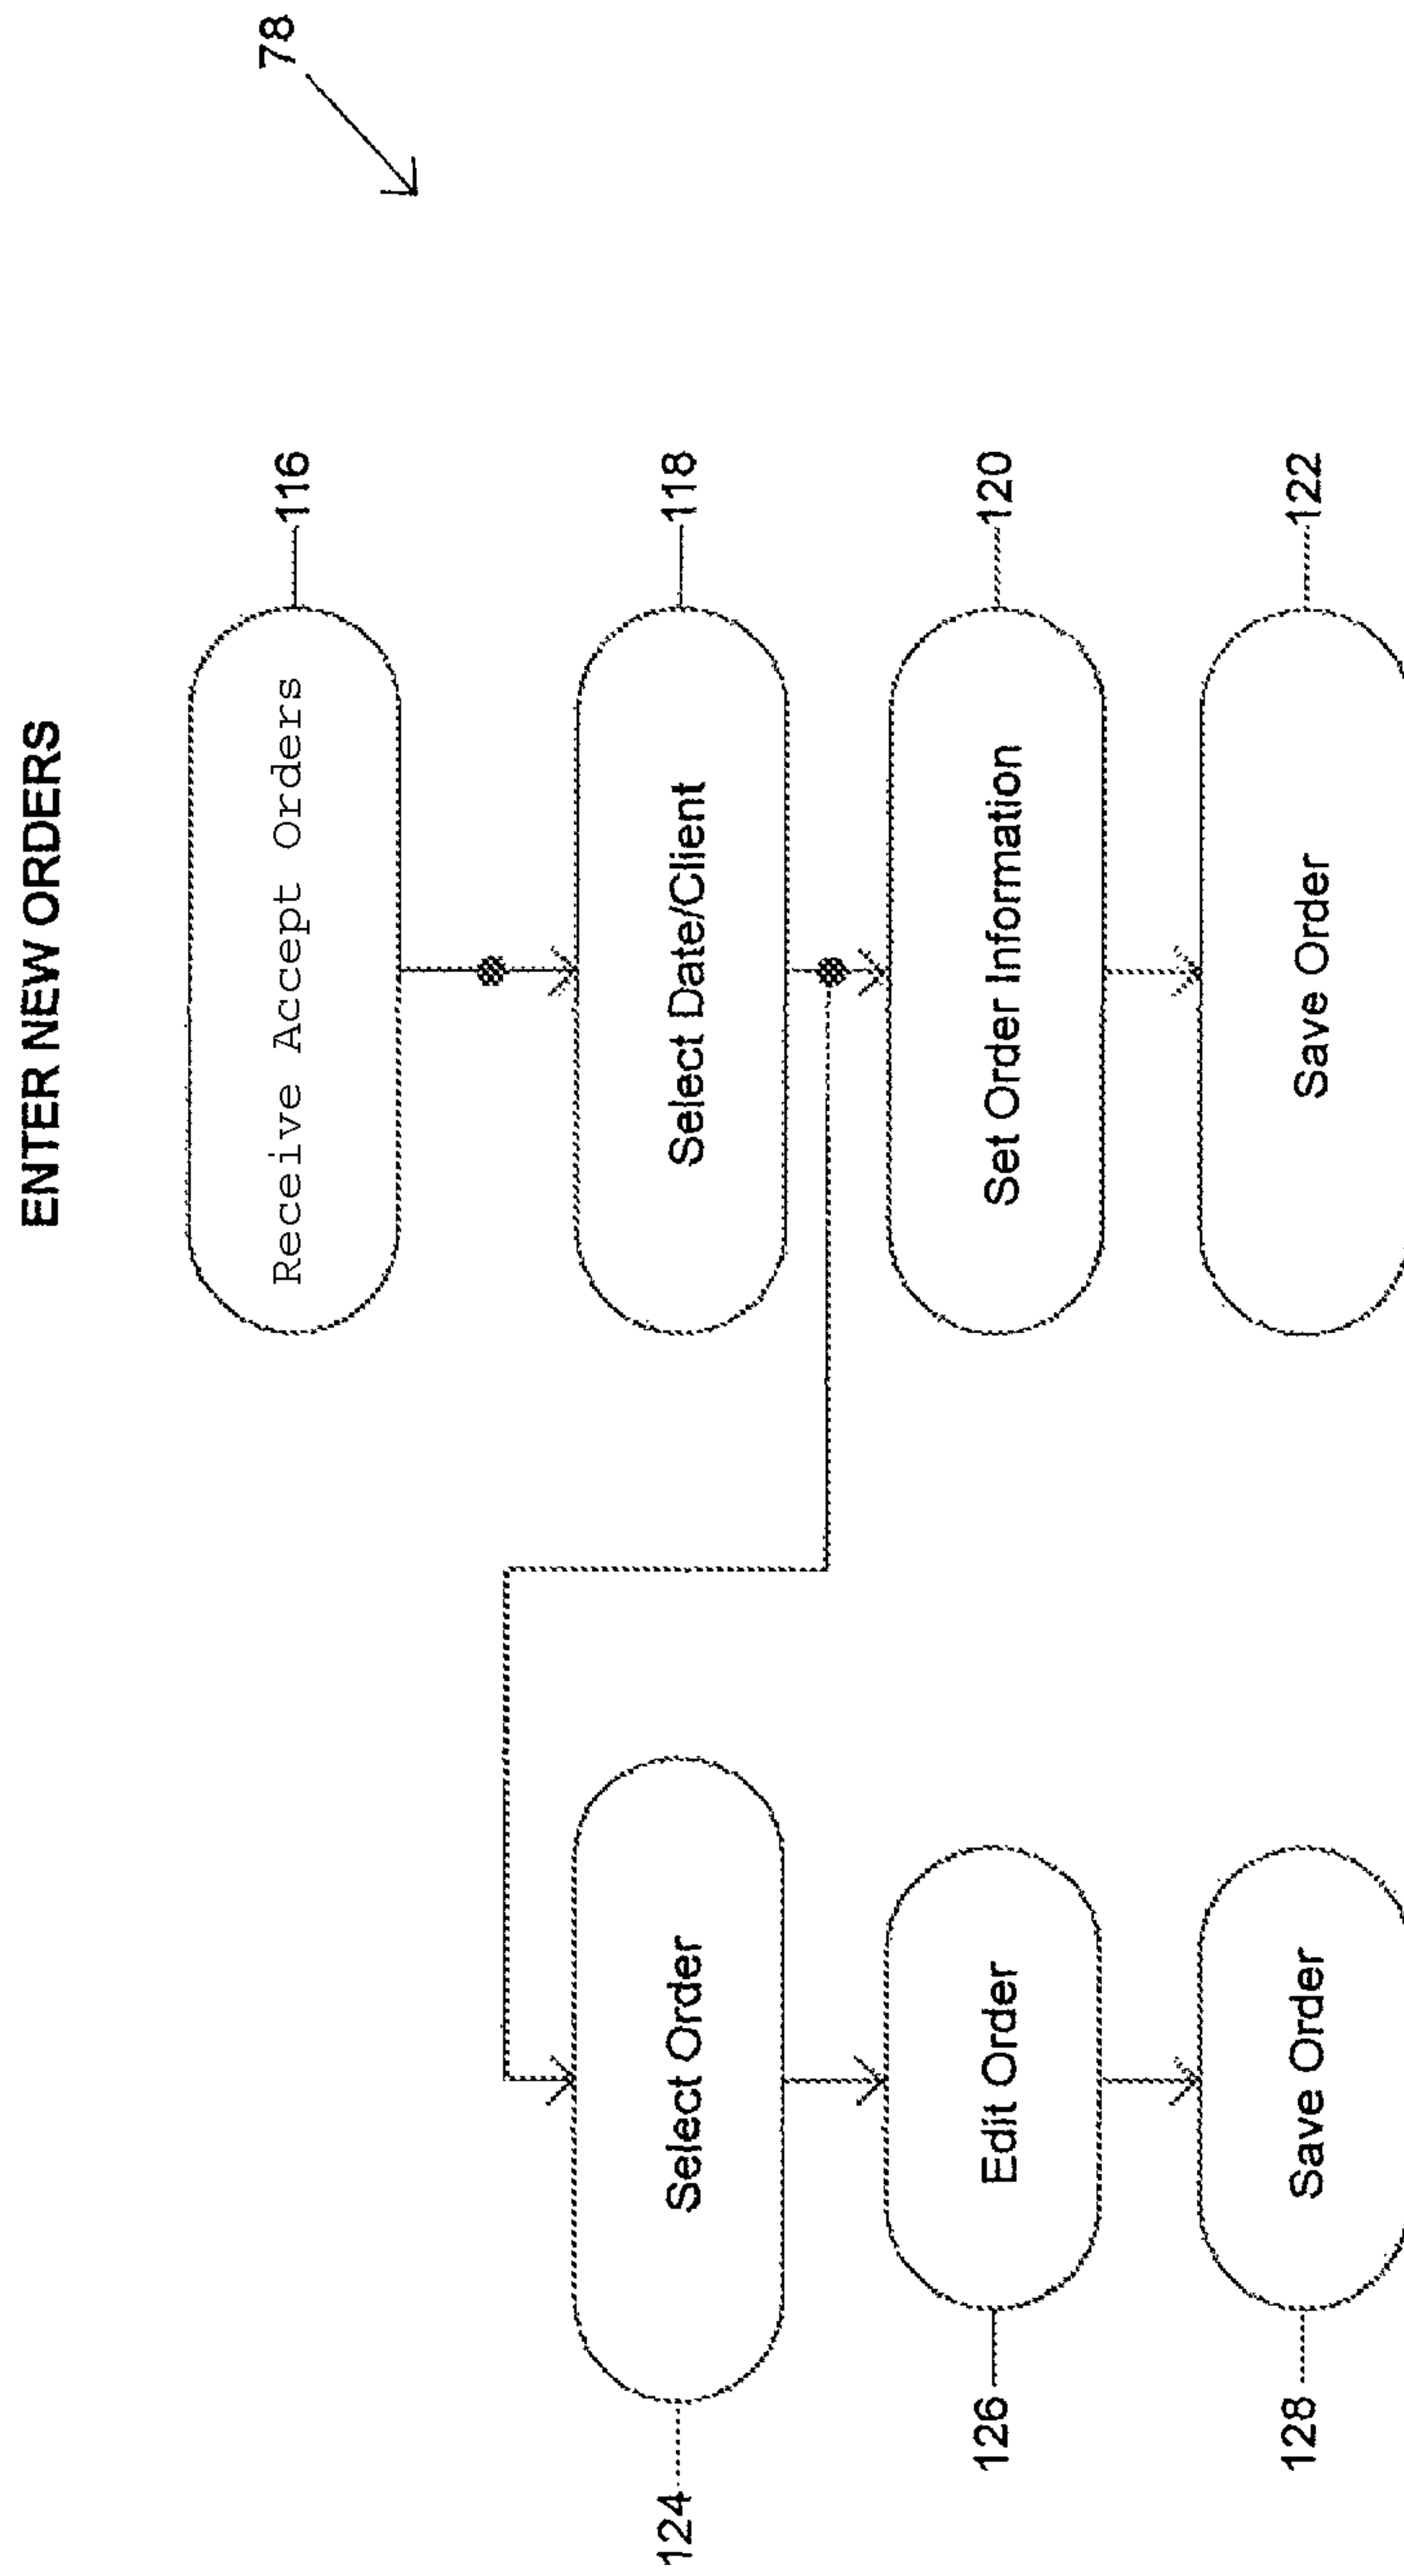 ENTER NEW ORDERS
78
Receive Accept Orders
116
Select Order
124
Select Date/Client
118
Edit Order
126
Set Order Information
120
Save Order
128
Save Order
122